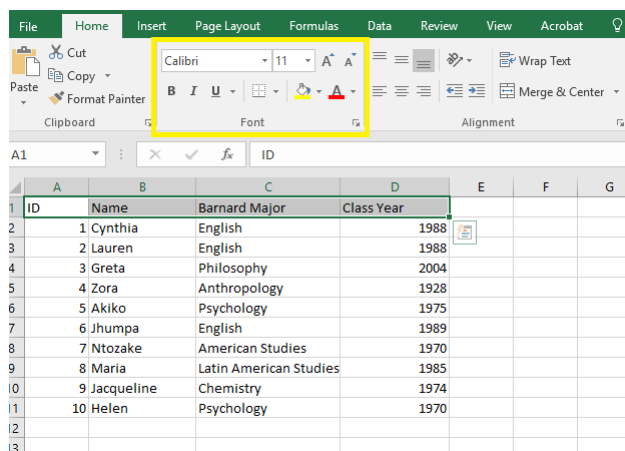 File Home Insert Page Layout Formulas Data Review View Acrobat
Cut
Copy
Paste
Format Painter
Clipboard
Calibri 11 A A
B I U A
Font
Wrap Text
Merge & Center
Alignment
A1 fx ID
A B C D E F G
1 ID Name Barnard Major Class Year
2 1 Cynthia English 1988
3 2 Lauren English 1988
4 3 Greta Philosophy 2004
5 4 Zora Anthropology 1928
6 5 Akiko Psychology 1975
7 6 Jhumpa English 1989
8 7 Ntozake American Studies 1970
9 8 Maria Latin American Studies 1985
10 9 Jacqueline Chemistry 1974
11 10 Helen Psychology 1970
12
13